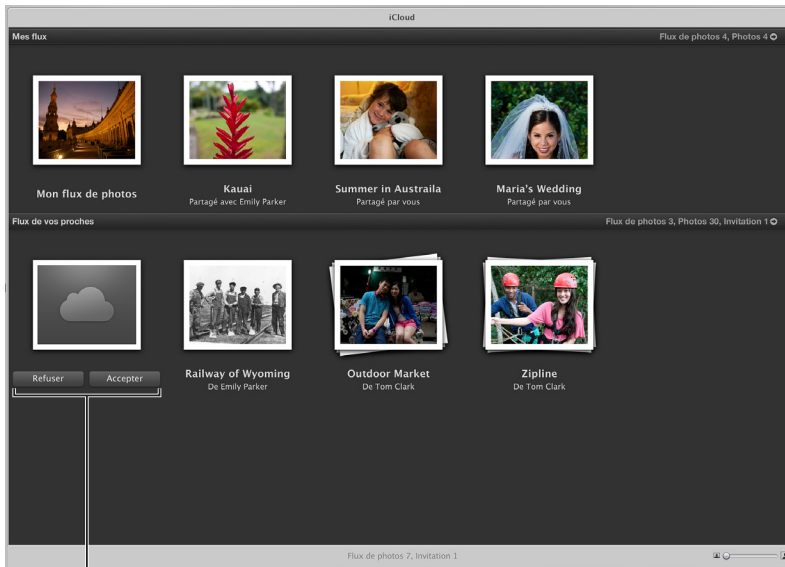 iCloud
Mes flux
Flux de photos 4, Photos 4
Mon flux de photos
Kauai
Partagé avec Emily Parker
Summer in Austraila
Partagé par vous
Maria's Wedding
Partagé par vous
Flux de vos proches
Flux de photos 3, Photos 30, Invitation 1
Refuser
Accepter
Railway of Wyoming
De Emily Parker
Outdoor Market
De Tom Clark
Zipline
De Tom Clark
Flux de photos 7, Invitation 1